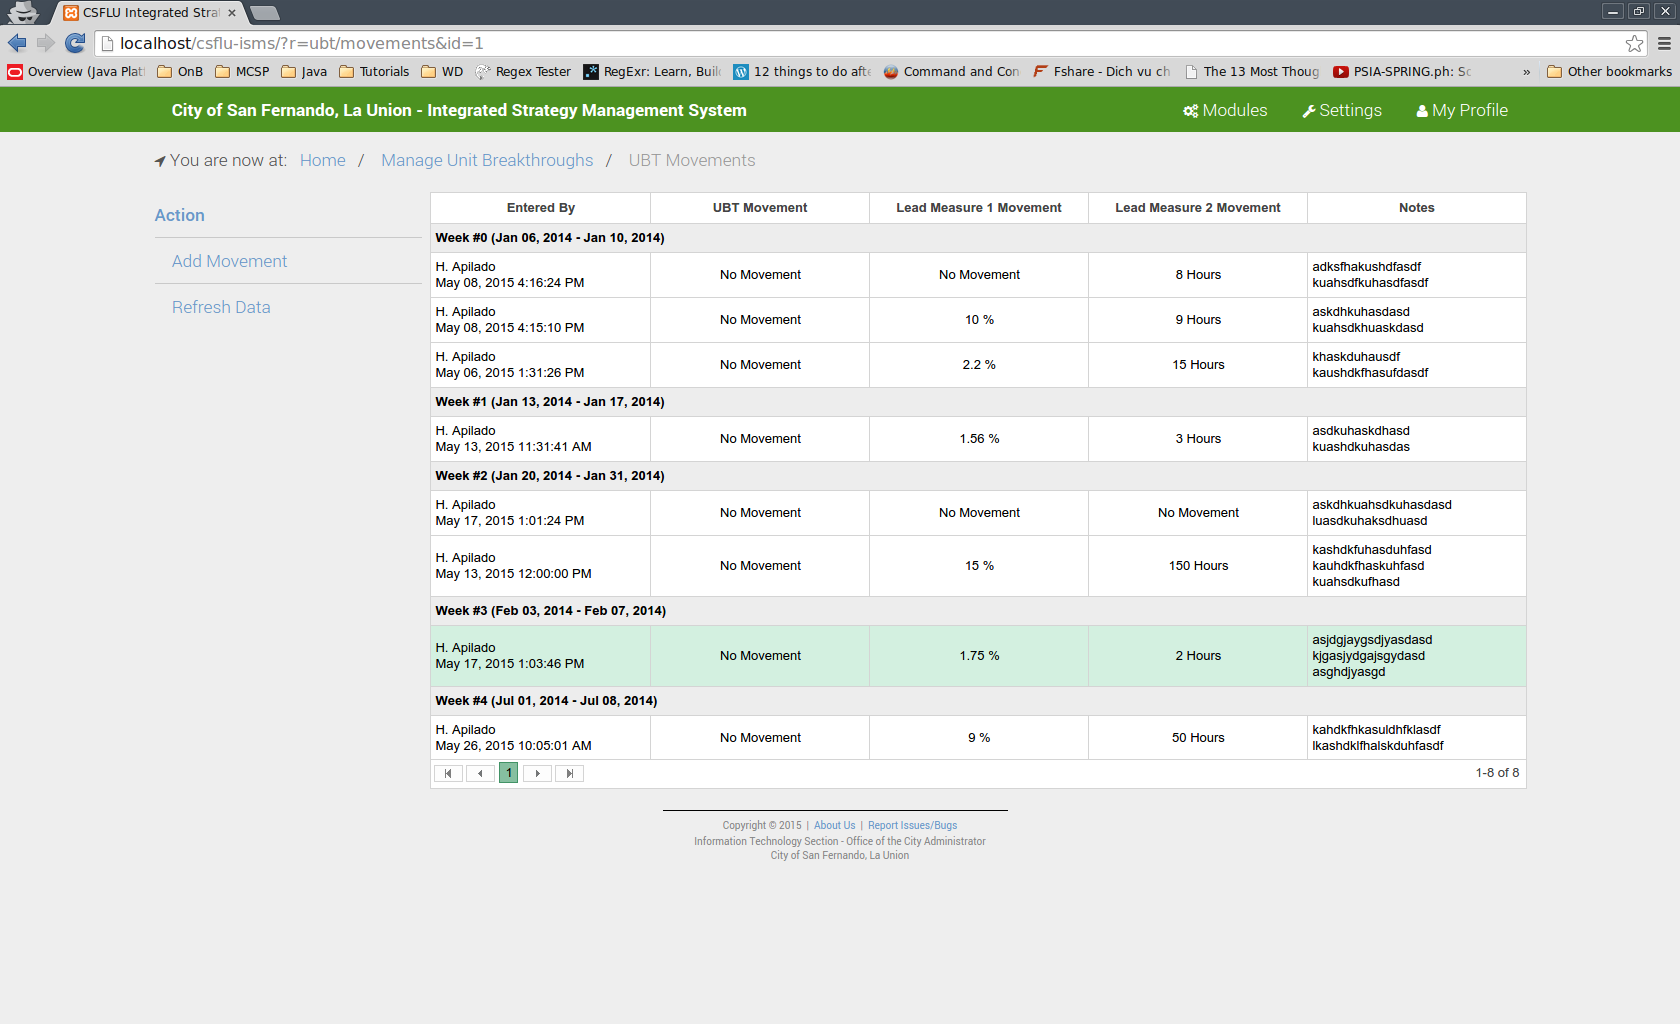 CSFLU Integrated Stra
localhost/csflu-isms/?r=ubt/movements&id=1
Overview (Java Plat OnB MCSP Java Tutorials WD Regex Tester RegExr: Learn, Buil 12 things to do afte Command and Con Fshare - Dich vu ch The 13 Most Thoug PSIA-SPRING.ph: Sc » Other bookmarks
City of San Fernando, La Union - Integrated Strategy Management System Modules Settings My Profile
You are now at: Home / Manage Unit Breakthroughs / UBT Movements
Action
Add Movement
Refresh Data
Entered By UBT Movement Lead Measure 1 Movement Lead Measure 2 Movement Notes
Week #0 (Jan 06, 2014 - Jan 10, 2014)
H. Apilado
May 08, 2015 4:16:24 PM No Movement No Movement 8 Hours adksfhakushdfasdf
kuahsdfkuhasdfasdf
H. Apilado
May 08, 2015 4:15:10 PM No Movement 10 % 9 Hours askdhkuhasdasd
kuahsdkhuaskdasd
H. Apilado
May 06, 2015 1:31:26 PM No Movement 2.2 % 15 Hours khaskduhausdf
kaushdkfhasufdasdf
Week #1 (Jan 13, 2014 - Jan 17, 2014)
H. Apilado
May 13, 2015 11:31:41 AM No Movement 1.56 % 3 Hours asdkuhaskdhasd
kuashdkuhasdas
Week #2 (Jan 20, 2014 - Jan 31, 2014)
H. Apilado
May 17, 2015 1:01:24 PM No Movement No Movement No Movement askdhkuahsdkuhasdasd
luasdkuhaksdhuasd
H. Apilado
May 13, 2015 12:00:00 PM No Movement 15 % 150 Hours kashdkfuhasduhfasd
kauhdkfhaskuhfasd
kuahsdkufhasd
Week #3 (Feb 03, 2014 - Feb 07, 2014)
H. Apilado
May 17, 2015 1:03:46 PM No Movement 1.75 % 2 Hours asjdgjaygsdjyasdasd
kjgasjydgajsgydasd
asghdjyasgd
Week #4 (Jul 01, 2014 - Jul 08, 2014)
H. Apilado
May 26, 2015 10:05:01 AM No Movement 9 % 50 Hours kahdkfhkasuldhfklasdf
lkashdklfhalskduhfasdf
1 1-8 of 8
Copyright © 2015 | About Us | Report Issues/Bugs
Information Technology Section - Office of the City Administrator
City of San Fernando, La Union